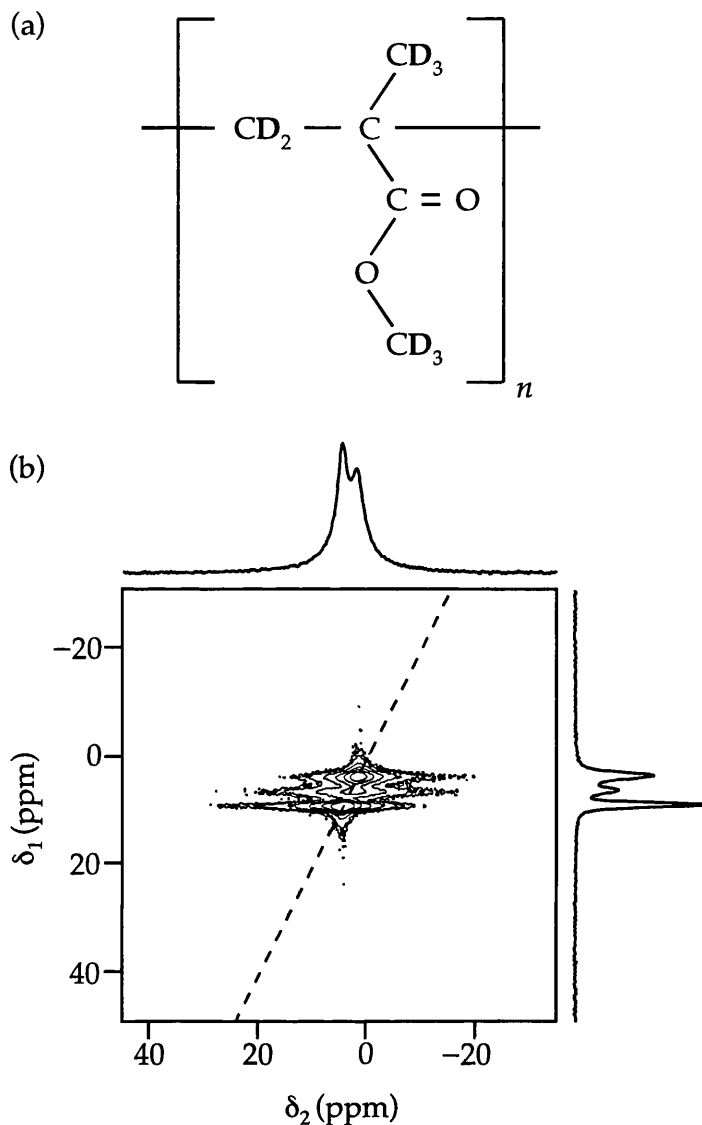 (a)
CD₃
CD₂ — C
C = O
O
CD₃
n
(b)
−20
0
20
40
δ₁ (ppm)
40 20 0 −20
δ₂ (ppm)